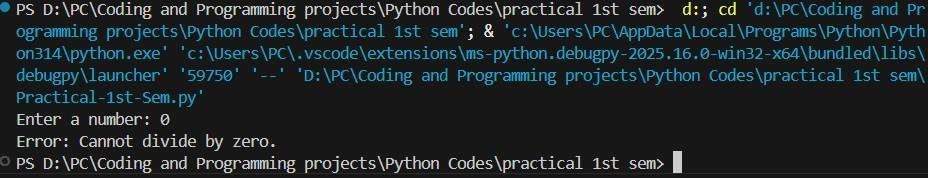 PS D:\PC\Coding and Programming projects\Python Codes\practical 1st sem>  d:; cd 'd:\PC\Coding and Pr
ogramming projects\Python Codes\practical 1st sem'; & 'c:\Users\PC\AppData\Local\Programs\Python\Pyth
on314\python.exe' 'c:\Users\PC\.vscode\extensions\ms-python.debugpy-2025.16.0-win32-x64\bundled\libs\
debugpy\launcher' '59750' '--' 'D:\PC\Coding and Programming projects\Python Codes\practical 1st sem\
Practical-1st-Sem.py'
Enter a number: 0
Error: Cannot divide by zero.
PS D:\PC\Coding and Programming projects\Python Codes\practical 1st sem>